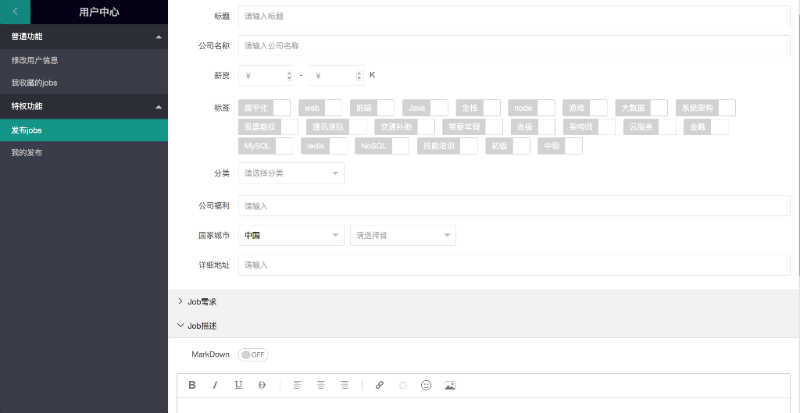 用户中心
普通功能
修改用户信息
我收藏的jobs
特权功能
发布jobs
我的发布
标题 请输入标题
公司名称 请输入公司名称
薪资 ¥ - ¥ K
标签 扁平化 web 前端 Java 全栈 node 游戏 大数据 系统架构
股票期权 通讯津贴 交通补助 带薪年假 高级 架构师 云服务 金融
MySQL redis NoSQL 技能培训 初级 中级
分类 请选择分类
公司福利 请输入
国家城市 中国 请选择省
详细地址 请输入
Job需求
Job描述
MarkDown OFF
B I U